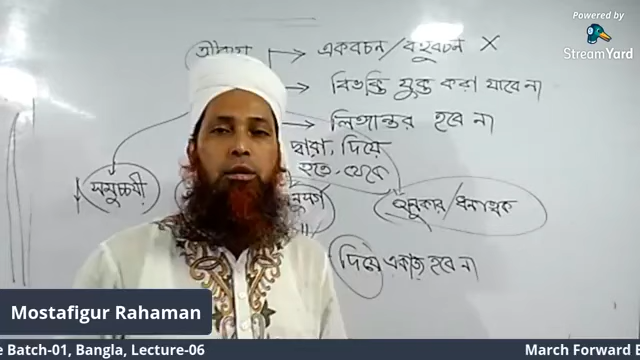 Powered by
StreamYard
→ একবচন/বহুবচন X
→ বিভক্তি যুক্ত করা যাবে না
→ লিঙ্গান্তর হবে না
দ্বারা, দিয়ে
হতে, থেকে
সমুচ্চয়ী
অনুকার/ধ্বন্যাত্মক
দিয়ে একাজ হবে না
Mostafigur Rahaman
Batch-01, Bangla, Lecture-06
March Forward